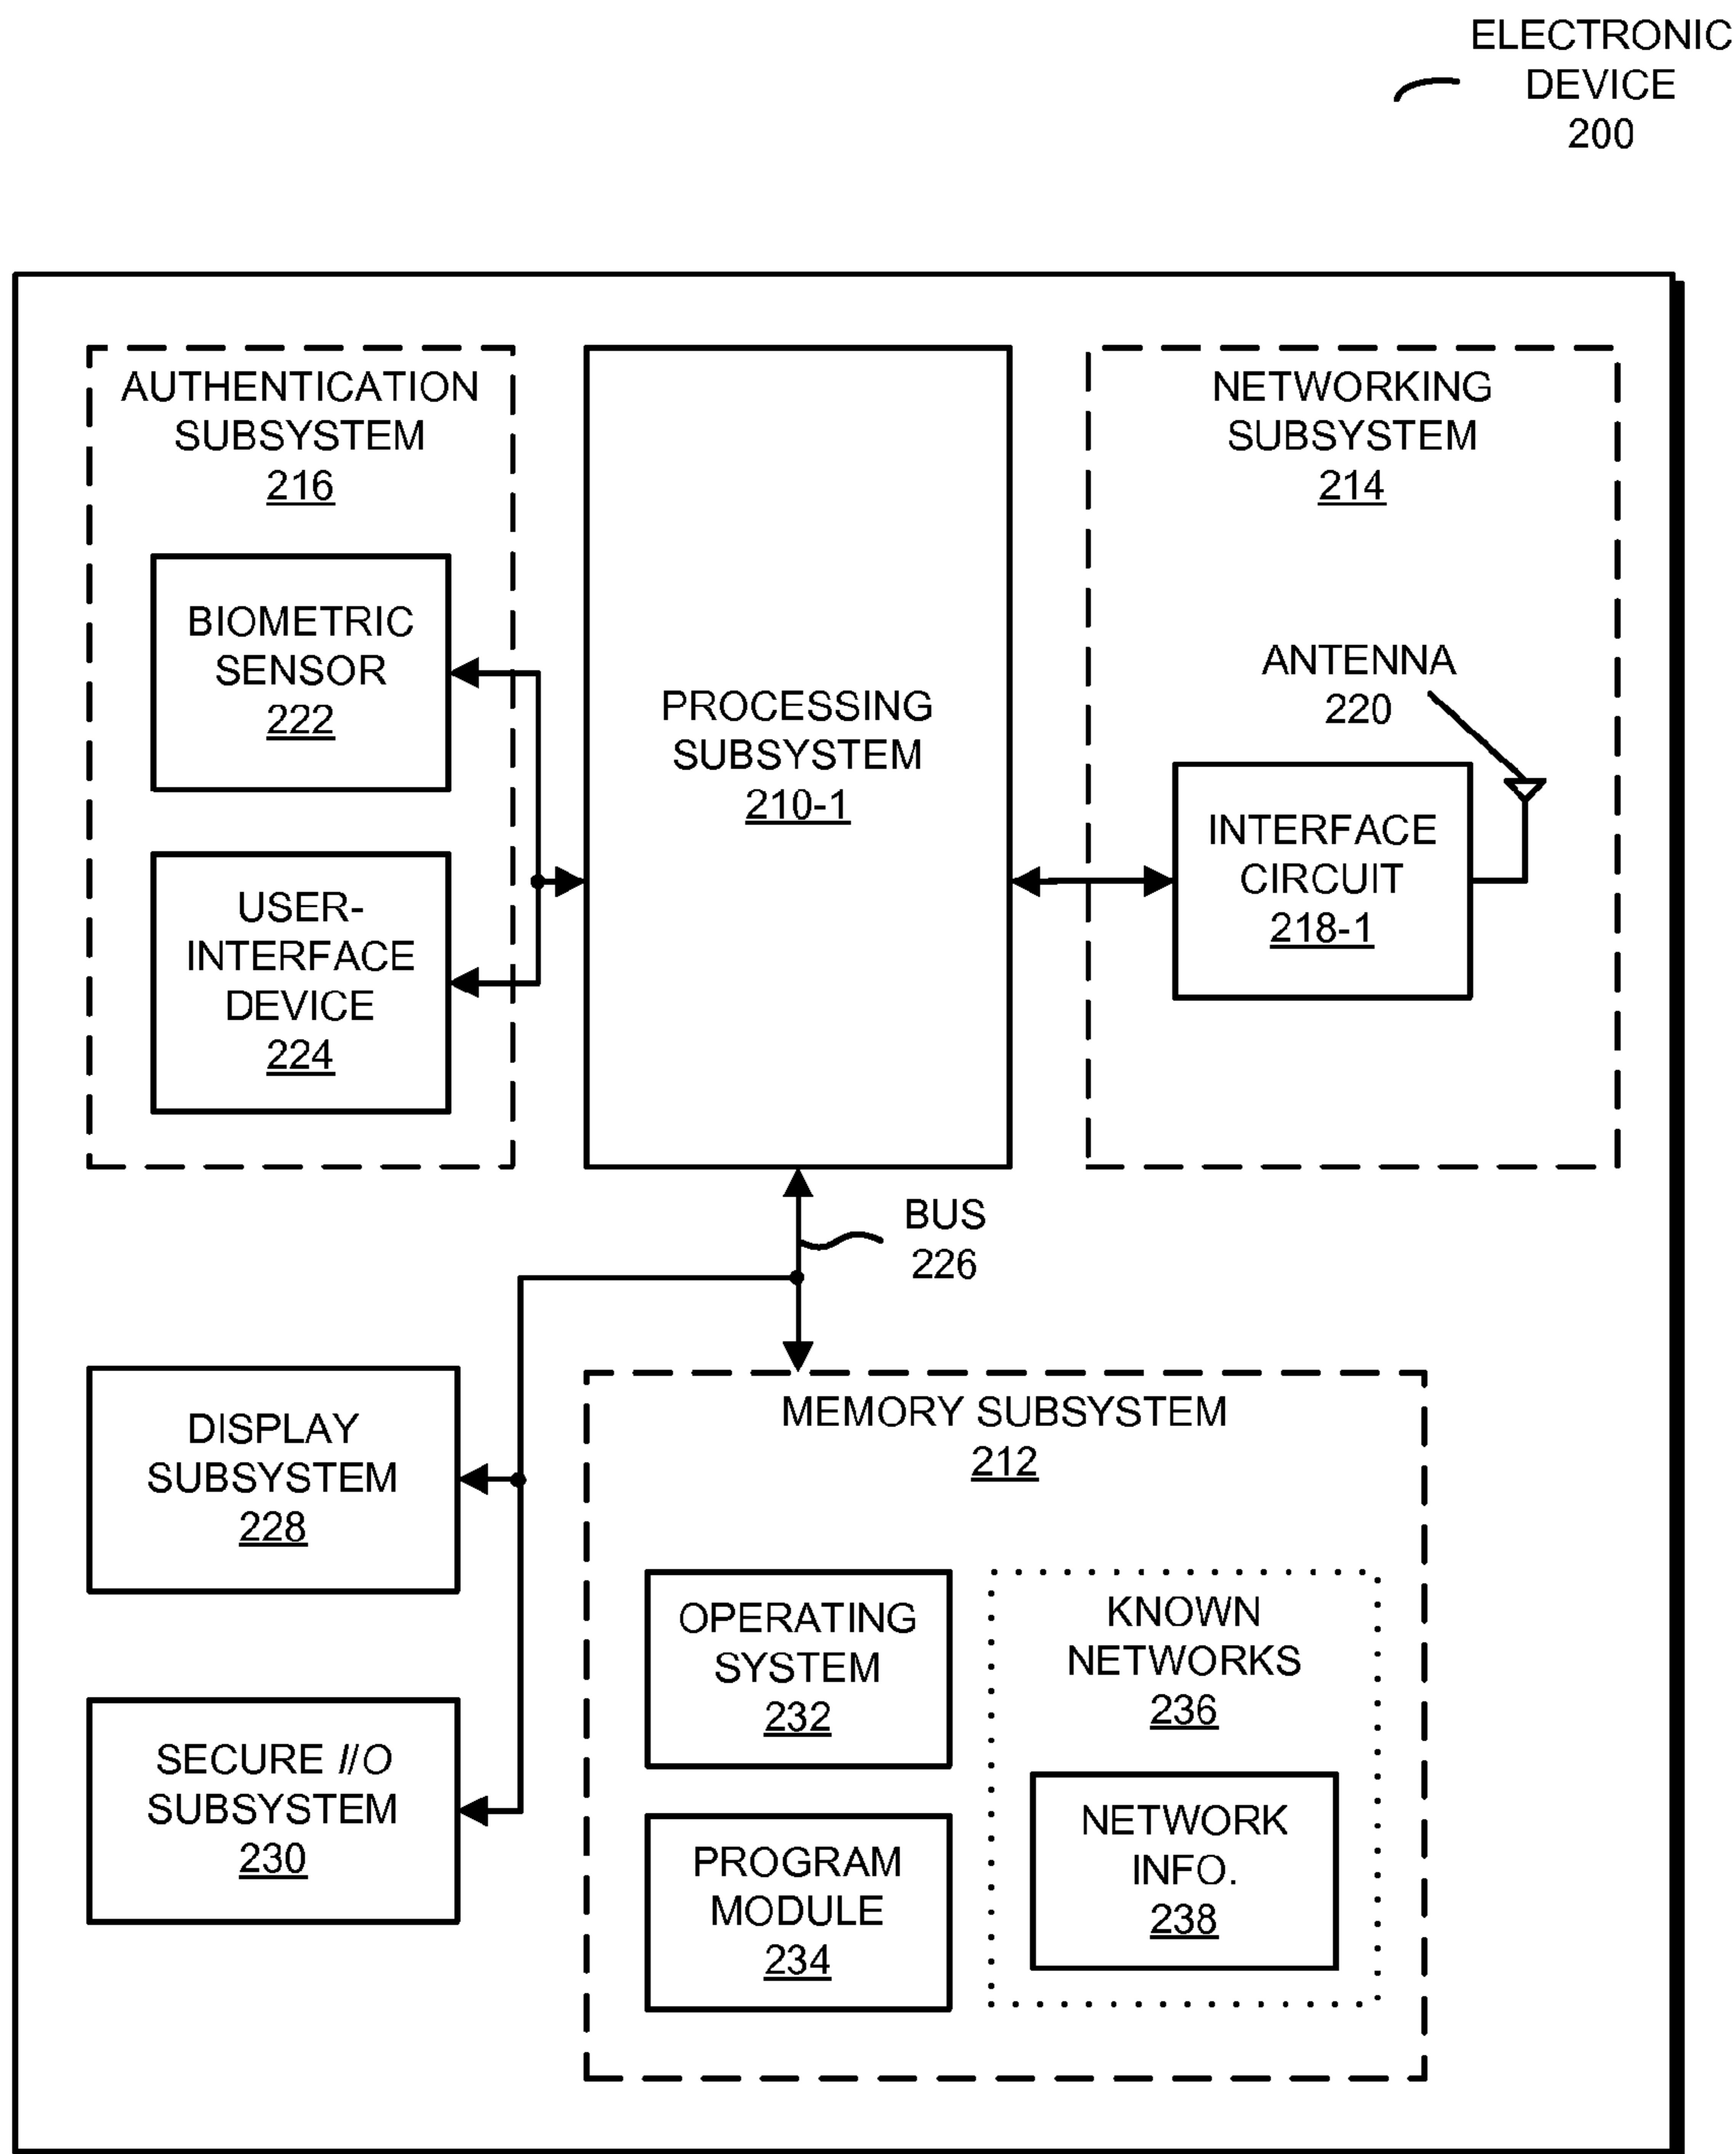 ELECTRONIC
DEVICE
200
AUTHENTICATION
SUBSYSTEM
216
BIOMETRIC
SENSOR
222
USER-
INTERFACE
DEVICE
224
PROCESSING
SUBSYSTEM
210-1
NETWORKING
SUBSYSTEM
214
ANTENNA
220
INTERFACE
CIRCUIT
218-1
BUS
226
DISPLAY
SUBSYSTEM
228
SECURE I/O
SUBSYSTEM
230
MEMORY SUBSYSTEM
212
OPERATING
SYSTEM
232
PROGRAM
MODULE
234
KNOWN
NETWORKS
236
NETWORK
INFO.
238